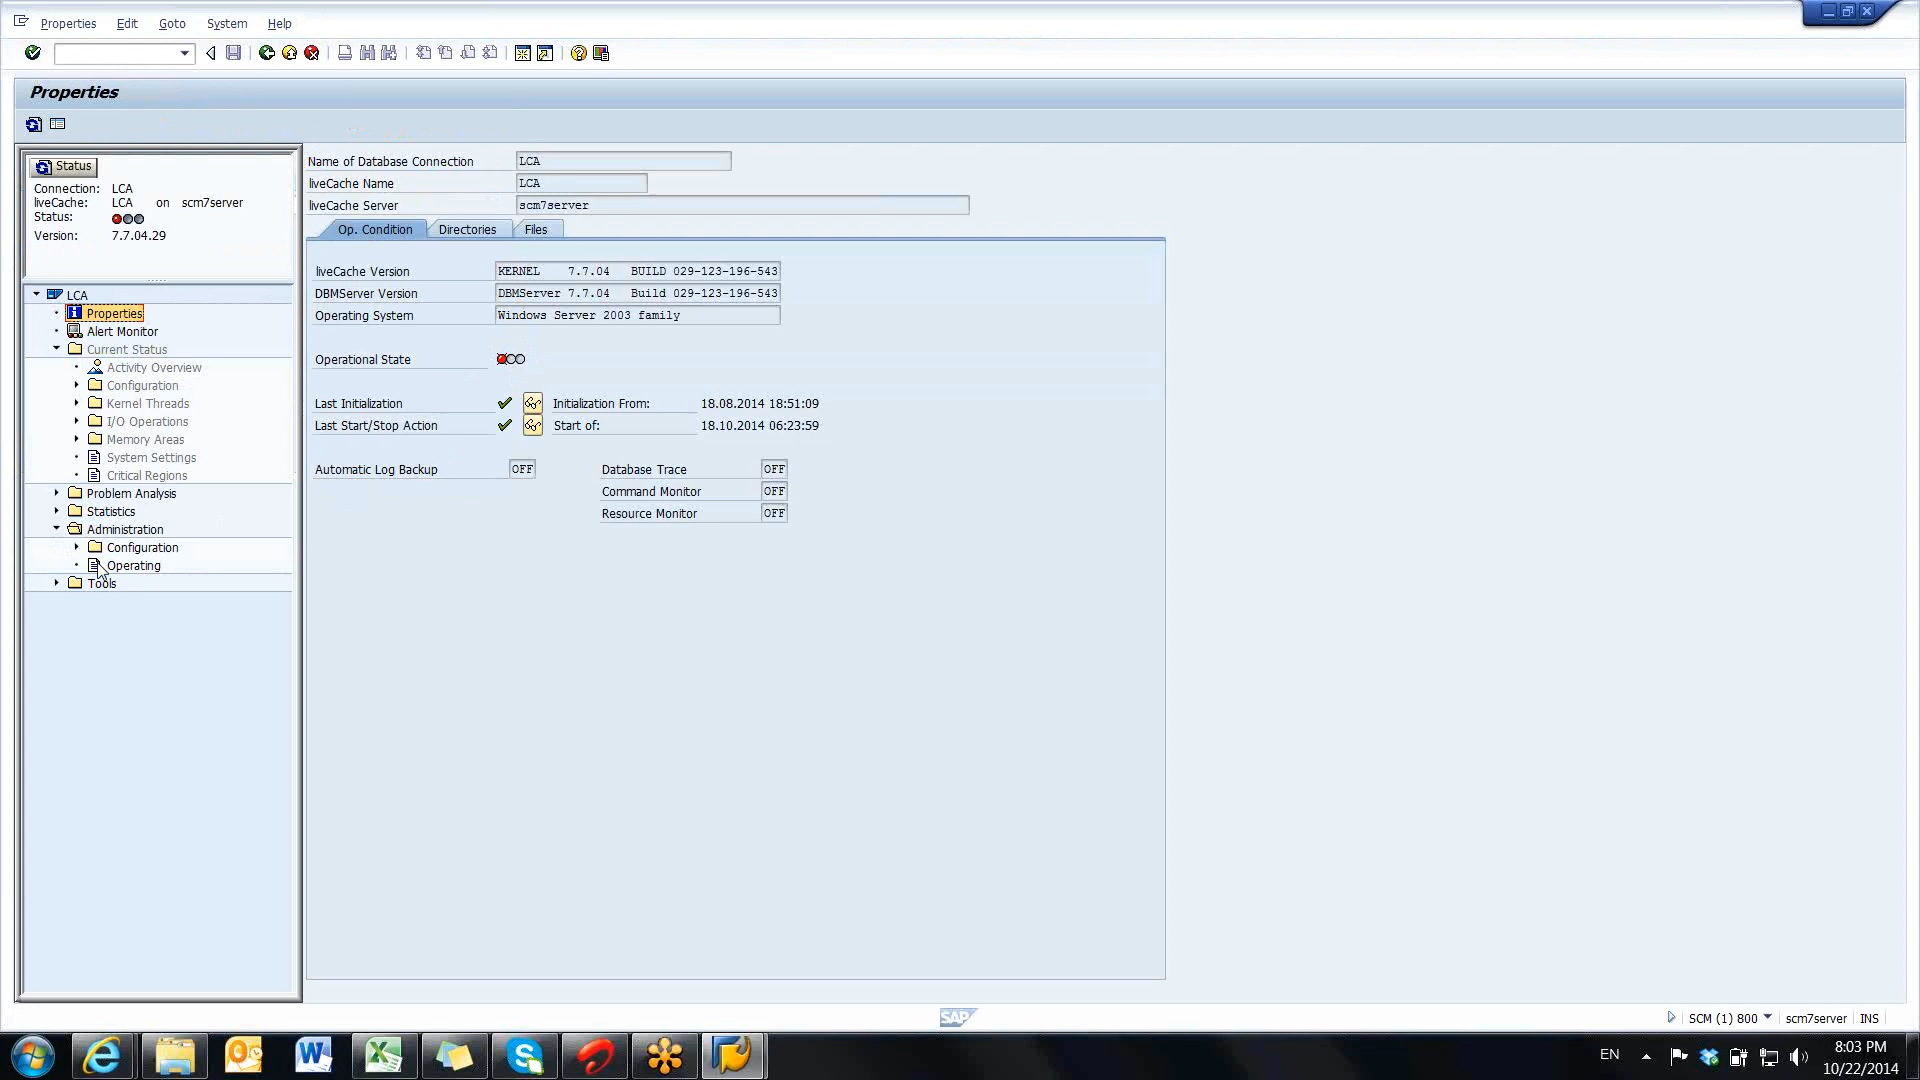 Properties Edit Goto System Help
Properties
Status
Connection: LCA
liveCache: LCA on scm7server
Status:
Version: 7.7.04.29
LCA
Properties
Alert Monitor
Current Status
Activity Overview
Configuration
Kernel Threads
I/O Operations
Memory Areas
System Settings
Critical Regions
Problem Analysis
Statistics
Administration
Configuration
Operating
Tools
Name of Database Connection LCA
liveCache Name LCA
liveCache Server scm7server
Op. Condition Directories Files
liveCache Version KERNEL 7.7.04 BUILD 029-123-196-543
DBMServer Version DBMServer 7.7.04 Build 029-123-196-543
Operating System Windows Server 2003 family
Operational State
Last Initialization Initialization From: 18.08.2014 18:51:09
Last Start/Stop Action Start of: 18.10.2014 06:23:59
Automatic Log Backup OFF Database Trace OFF
Command Monitor OFF
Resource Monitor OFF
SAP
SCM (1) 800 scm7server INS
EN 8:03 PM
10/22/2014